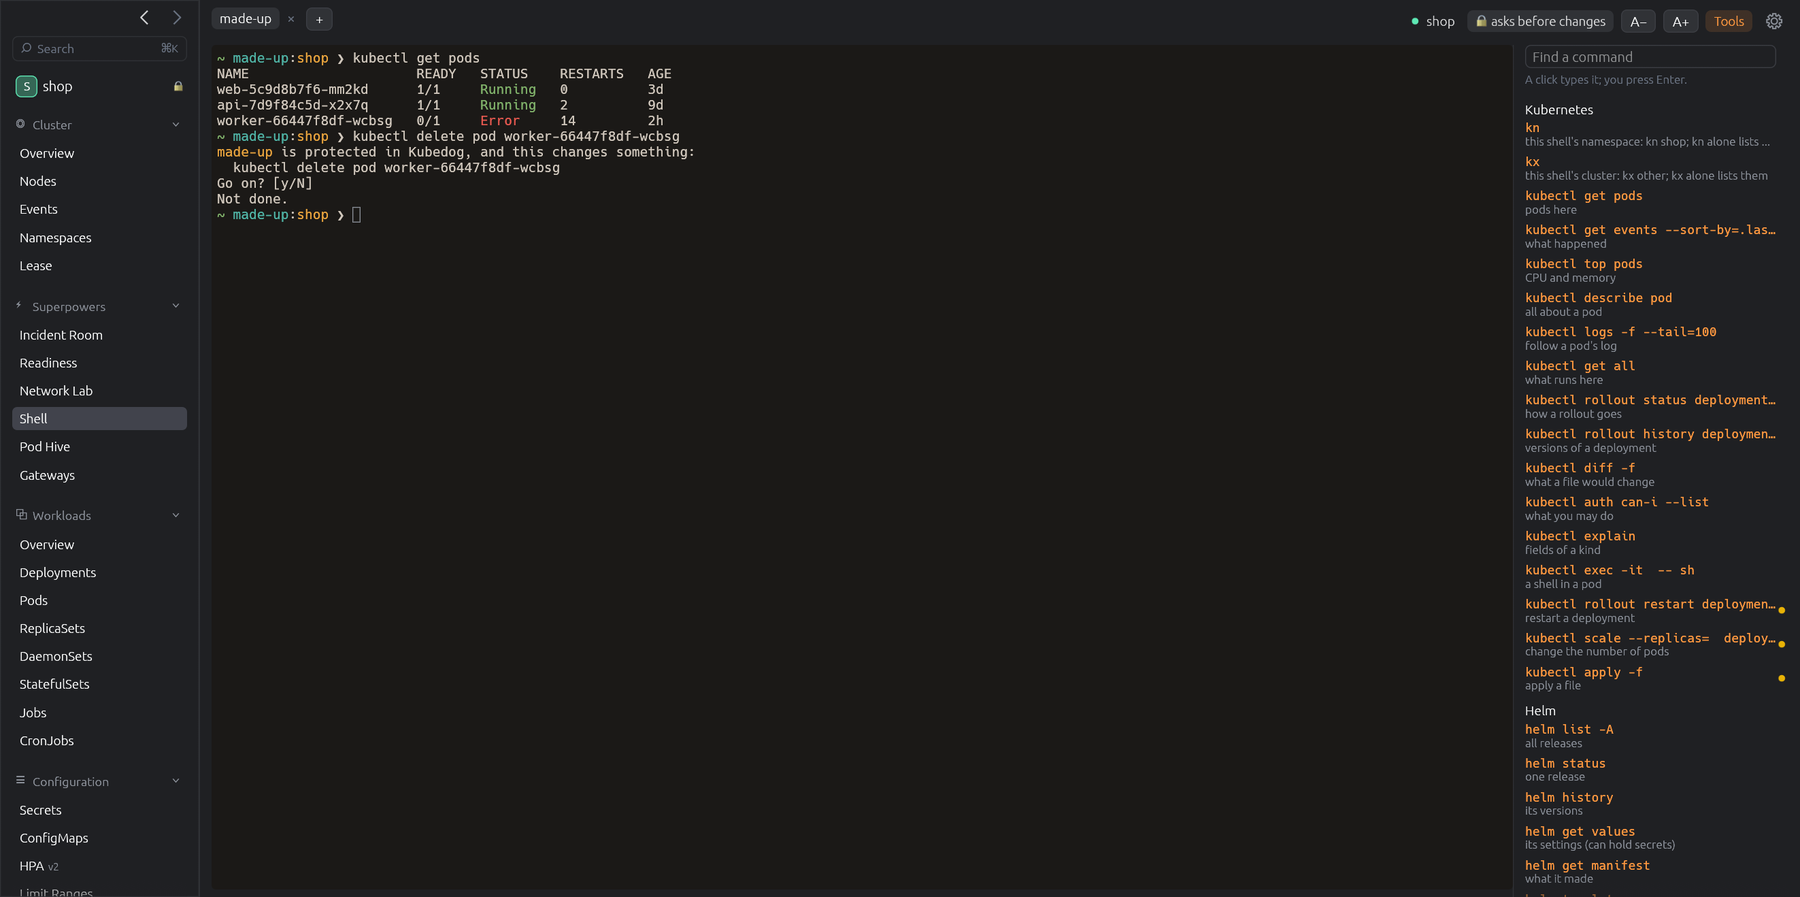 made-up × +
shop asks before changes A− A+ Tools
Search ⌘K
S shop
Cluster
Overview
Nodes
Events
Namespaces
Lease
Superpowers
Incident Room
Readiness
Network Lab
Shell
Pod Hive
Gateways
Workloads
Overview
Deployments
Pods
ReplicaSets
DaemonSets
StatefulSets
Jobs
CronJobs
Configuration
Secrets
ConfigMaps
HPA v2
Limit Ranges
~ made-up:shop ❯ kubectl get pods
NAME READY STATUS RESTARTS AGE
web-5c9d8b7f6-mm2kd 1/1 Running 0 3d
api-7d9f84c5d-x2x7q 1/1 Running 2 9d
worker-66447f8df-wcbsg 0/1 Error 14 2h
~ made-up:shop ❯ kubectl delete pod worker-66447f8df-wcbsg
made-up is protected in Kubedog, and this changes something:
kubectl delete pod worker-66447f8df-wcbsg
Go on? [y/N]
Not done.
~ made-up:shop ❯
Find a command
A click types it; you press Enter.
Kubernetes
kn
this shell's namespace: kn shop; kn alone lists ...
kx
this shell's cluster: kx other; kx alone lists them
kubectl get pods
pods here
kubectl get events --sort-by=.las…
what happened
kubectl top pods
CPU and memory
kubectl describe pod
all about a pod
kubectl logs -f --tail=100
follow a pod's log
kubectl get all
what runs here
kubectl rollout status deployment…
how a rollout goes
kubectl rollout history deploymen…
versions of a deployment
kubectl diff -f
what a file would change
kubectl auth can-i --list
what you may do
kubectl explain
fields of a kind
kubectl exec -it -- sh
a shell in a pod
kubectl rollout restart deploymen…
restart a deployment
kubectl scale --replicas= deploy…
change the number of pods
kubectl apply -f
apply a file
Helm
helm list -A
all releases
helm status
one release
helm history
its versions
helm get values
its settings (can hold secrets)
helm get manifest
what it made